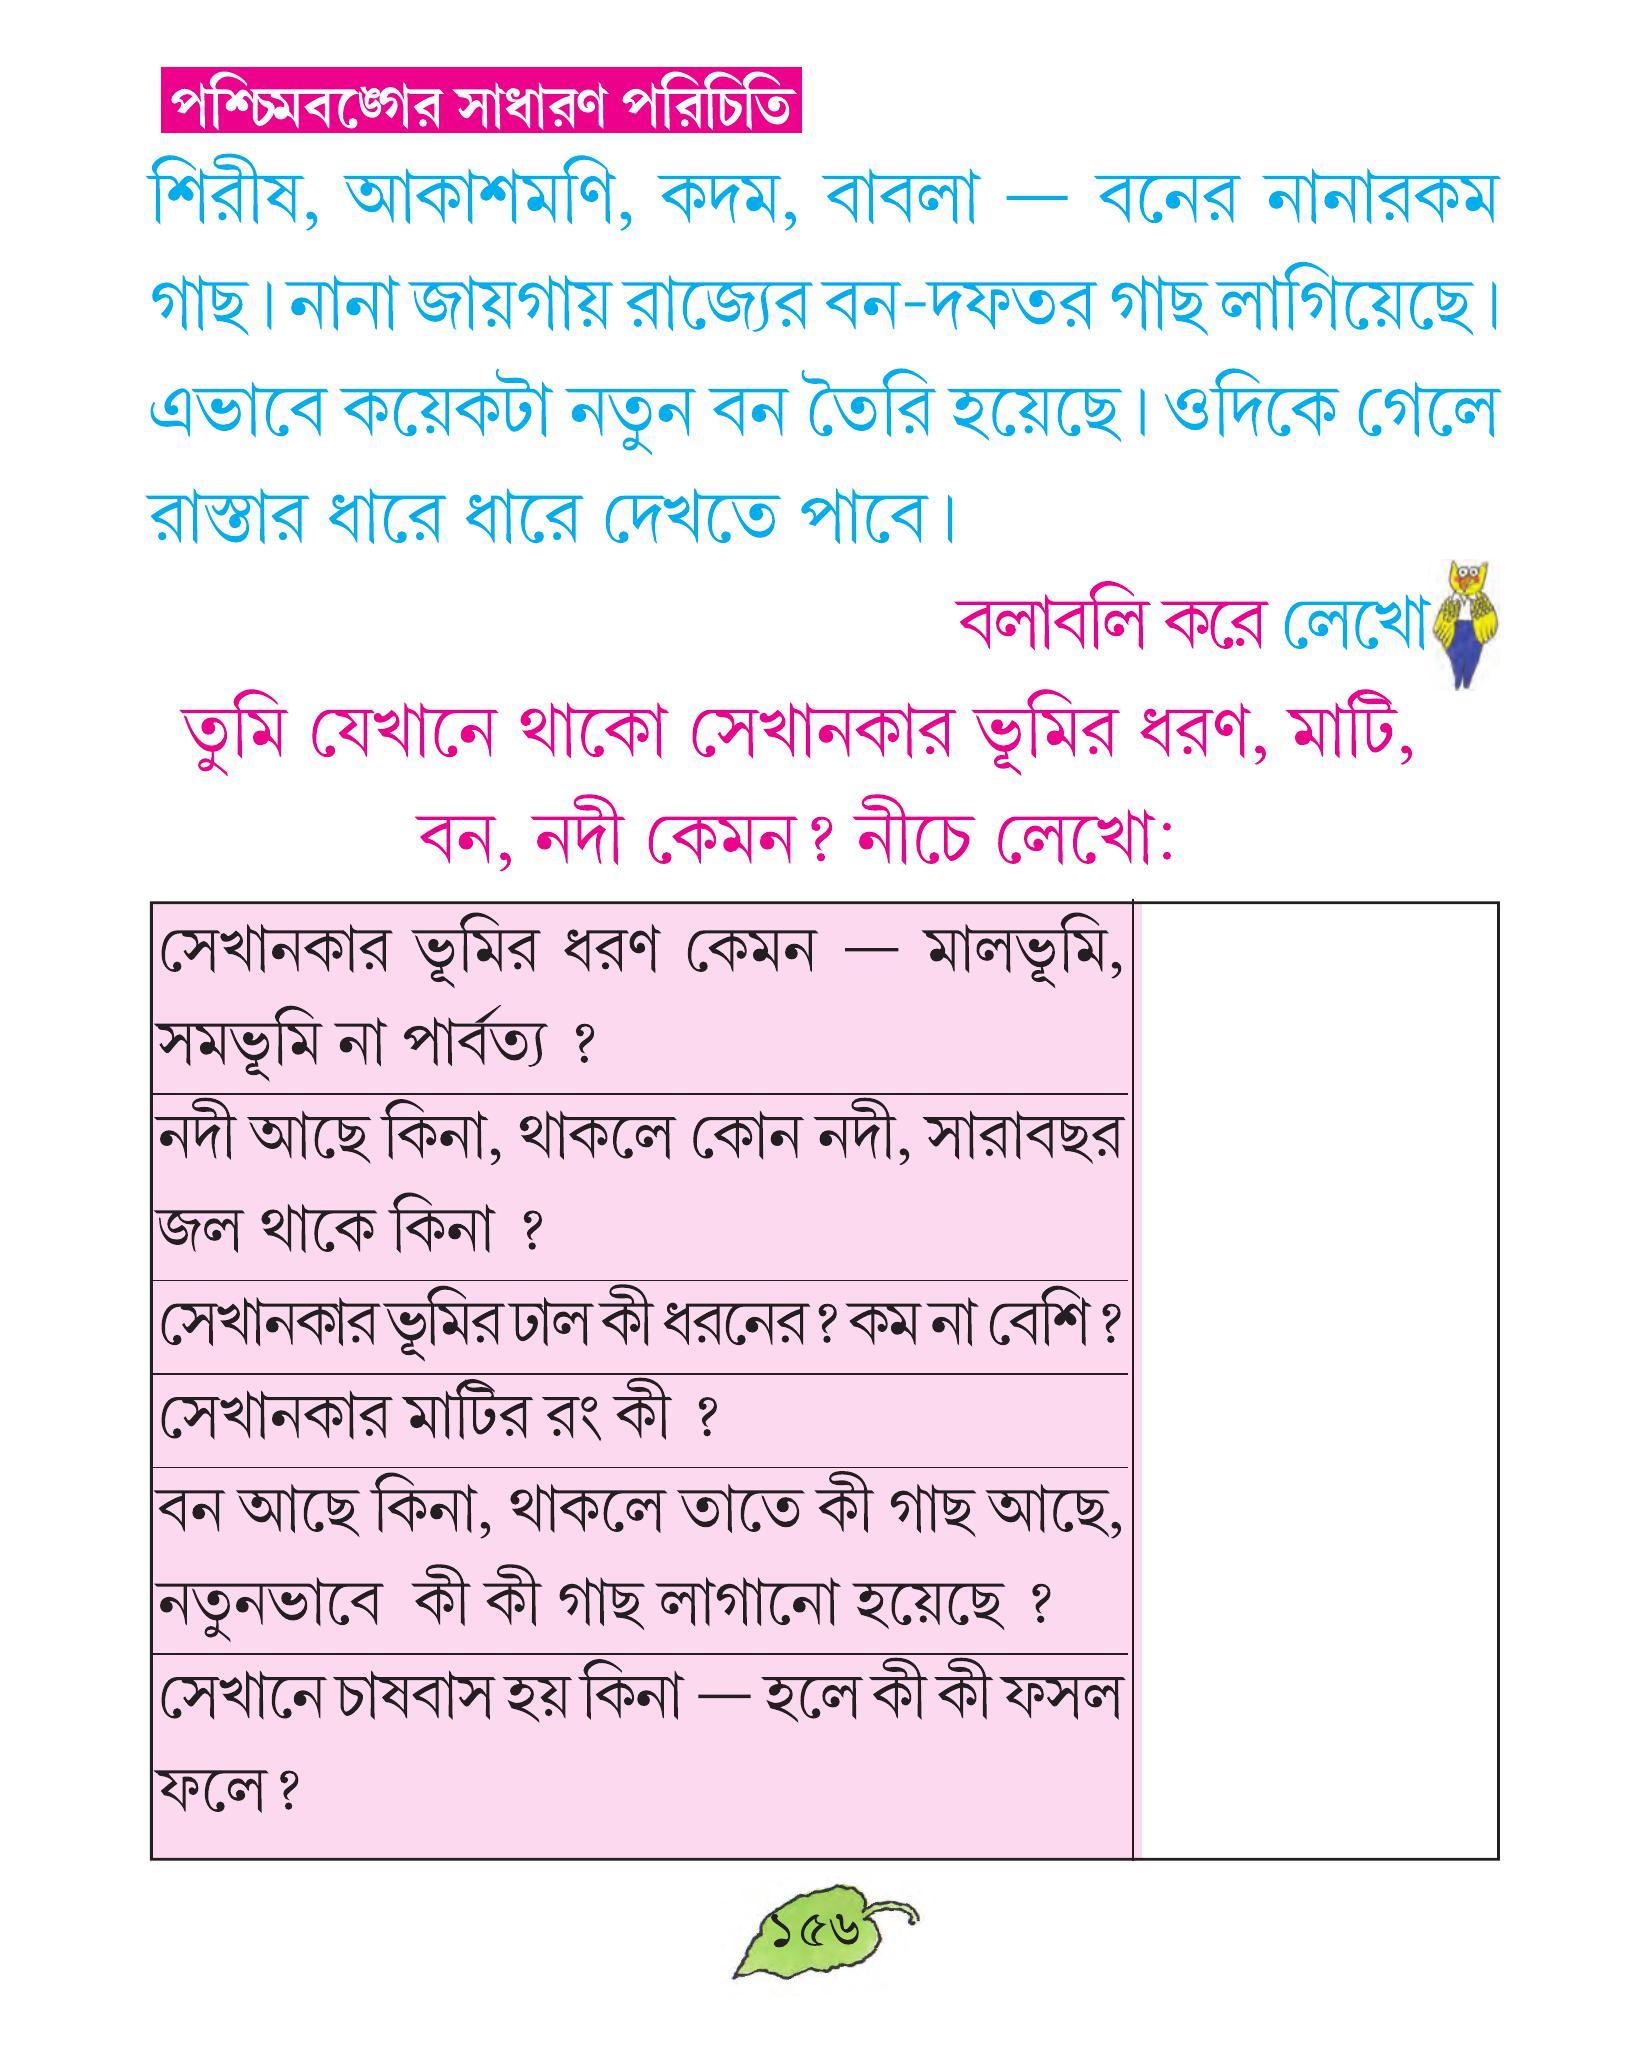 পশ্চিমবঙ্গের সাধারণ পরিচিতি
শিরীষ, আকাশমণি, কদম, বাবলা — বনের নানারকম
গাছ। নানা জায়গায় রাজ্যের বন-দফতর গাছ লাগিয়েছে।
এভাবে কয়েকটা নতুন বন তৈরি হয়েছে। ওদিকে গেলে
রাস্তার ধারে ধারে দেখতে পাবে।
বলাবলি করে লেখো
তুমি যেখানে থাকো সেখানকার ভূমির ধরণ, মাটি,
বন, নদী কেমন? নীচে লেখো:
সেখানকার ভূমির ধরণ কেমন — মালভূমি,
সমভূমি না পার্বত্য ?
নদী আছে কিনা, থাকলে কোন নদী, সারাবছর
জল থাকে কিনা ?
সেখানকার ভূমির ঢাল কী ধরনের? কম না বেশি?
সেখানকার মাটির রং কী ?
বন আছে কিনা, থাকলে তাতে কী গাছ আছে,
নতুনভাবে কী কী গাছ লাগানো হয়েছে ?
সেখানে চাষবাস হয় কিনা — হলে কী কী ফসল
ফলে?
১৫৬